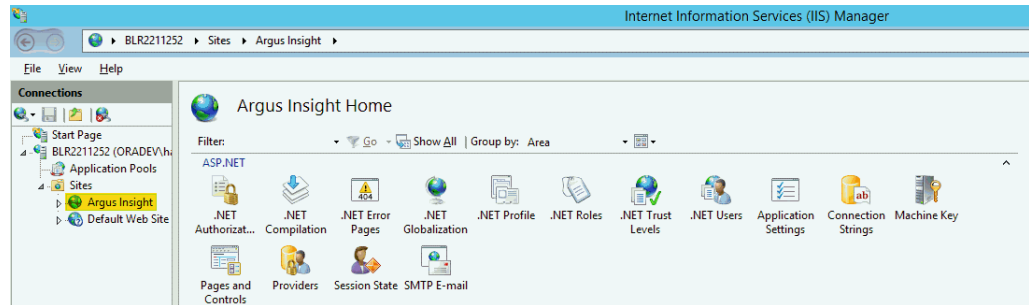 Internet Information Services (IIS) Manager
BLR2211252 Sites Argus Insight
File View Help
Connections
Start Page
BLR2211252 (ORADEV\ha
Application Pools
Sites
Argus Insight
Default Web Site
Argus Insight Home
Filter: Go Show All Group by: Area
ASP.NET
.NET Authorizat...
.NET Compilation
.NET Error Pages
404
.NET Globalization
.NET Profile
.NET Roles
.NET Trust Levels
.NET Users
Application Settings
ab
Connection Strings
Machine Key
Pages and Controls
Providers
Session State
SMTP E-mail